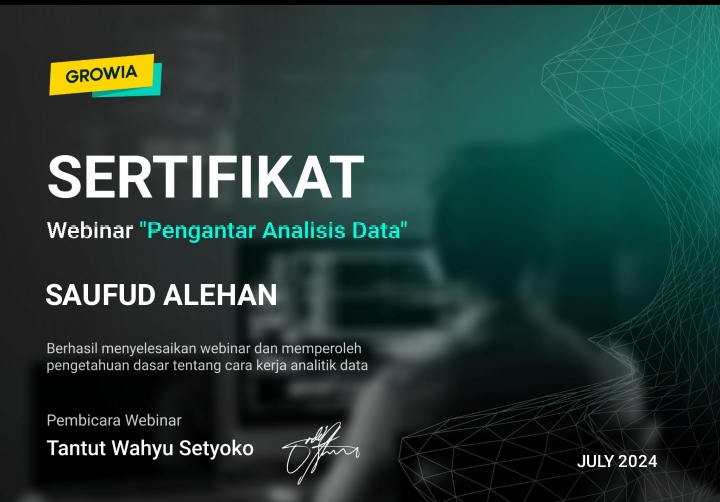 GROWIA
SERTIFIKAT
Webinar "Pengantar Analisis Data"
SAUFUD ALEHAN
Berhasil menyelesaikan webinar dan memperoleh
pengetahuan dasar tentang cara kerja analitik data
Pembicara Webinar
Tantut Wahyu Setyoko
JULY 2024